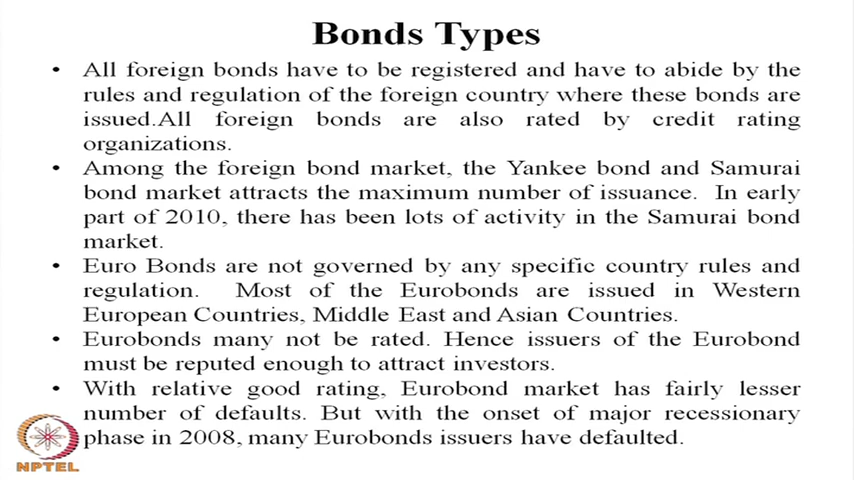 Bonds Types
• All foreign bonds have to be registered and have to abide by the
rules and regulation of the foreign country where these bonds are
issued.All foreign bonds are also rated by credit rating
organizations.
• Among the foreign bond market, the Yankee bond and Samurai
bond market attracts the maximum number of issuance. In early
part of 2010, there has been lots of activity in the Samurai bond
market.
• Euro Bonds are not governed by any specific country rules and
regulation. Most of the Eurobonds are issued in Western
European Countries, Middle East and Asian Countries.
• Eurobonds many not be rated. Hence issuers of the Eurobond
must be reputed enough to attract investors.
• With relative good rating, Eurobond market has fairly lesser
number of defaults. But with the onset of major recessionary
phase in 2008, many Eurobonds issuers have defaulted.
NPTEL